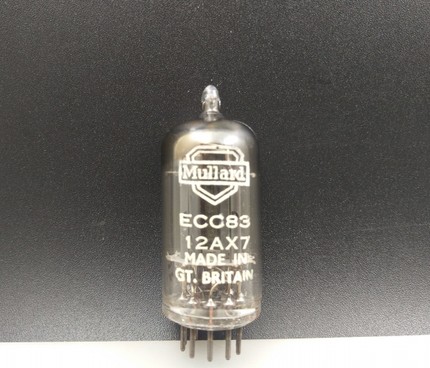 Mullard
ECC83
12AX7
MADE IN
GT. BRITAIN